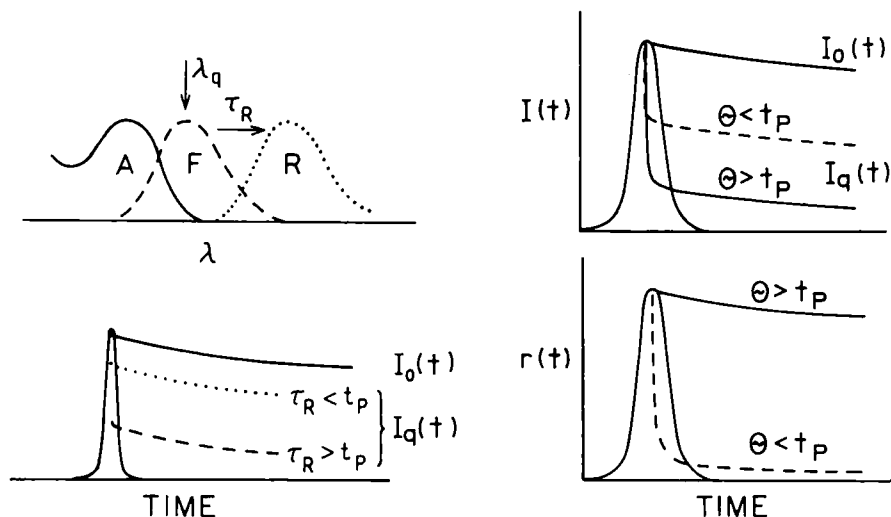 λq
τR
A
F
R
λ
I₀(t)
τR < tP
Iq(t)
τR > tP
TIME
I(t)
I₀(t)
Θ < tP
Θ > tP
Iq(t)
r(t)
Θ > tP
Θ < tP
TIME